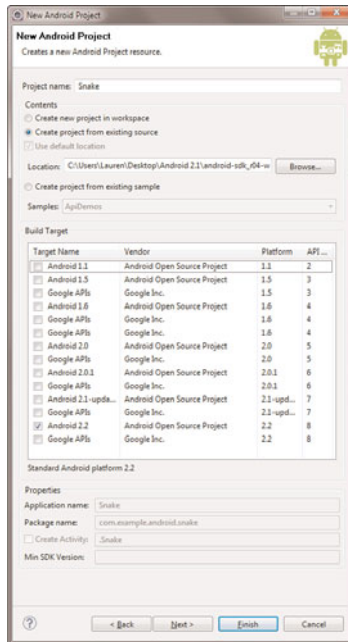 New Android Project
New Android Project
Creates a new Android Project resource.
Project name: Snake
Contents
Create new project in workspace
Create project from existing source
Use default location
Location: C:\Users\Lauren\Desktop\Android 2.1\android-sdk_r04-w Browse...
Create project from existing sample
Samples: ApiDemos
Build Target
Target Name Vendor Platform API ...
Android 1.1 Android Open Source Project 1.1 2
Android 1.5 Android Open Source Project 1.5 3
Google APIs Google Inc. 1.5 3
Android 1.6 Android Open Source Project 1.6 4
Google APIs Google Inc. 1.6 4
Google APIs Google Inc. 1.6 4
Android 2.0 Android Open Source Project 2.0 5
Google APIs Google Inc. 2.0 5
Android 2.0.1 Android Open Source Project 2.0.1 6
Google APIs Google Inc. 2.0.1 6
Android 2.1-upda... Android Open Source Project 2.1-upd... 7
Google APIs Google Inc. 2.1-upd... 7
Android 2.2 Android Open Source Project 2.2 8
Google APIs Google Inc. 2.2 8
Standard Android platform 2.2
Properties
Application name: Snake
Package name: com.example.android.snake
Create Activity: .Snake
Min SDK Version:
? < Back Next > Finish Cancel